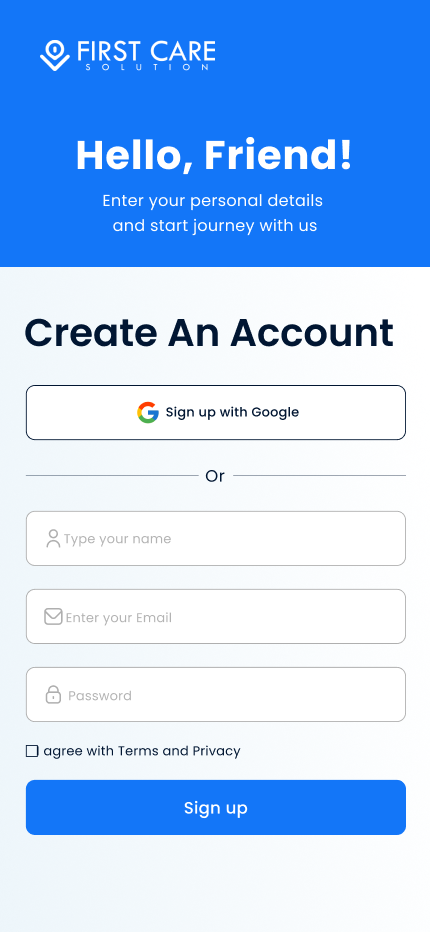 FIRST CARE
SOLUTION
Hello, Friend!
Enter your personal details
and start journey with us
Create An Account
Sign up with Google
Or
Type your name
Enter your Email
Password
agree with Terms and Privacy
Sign up